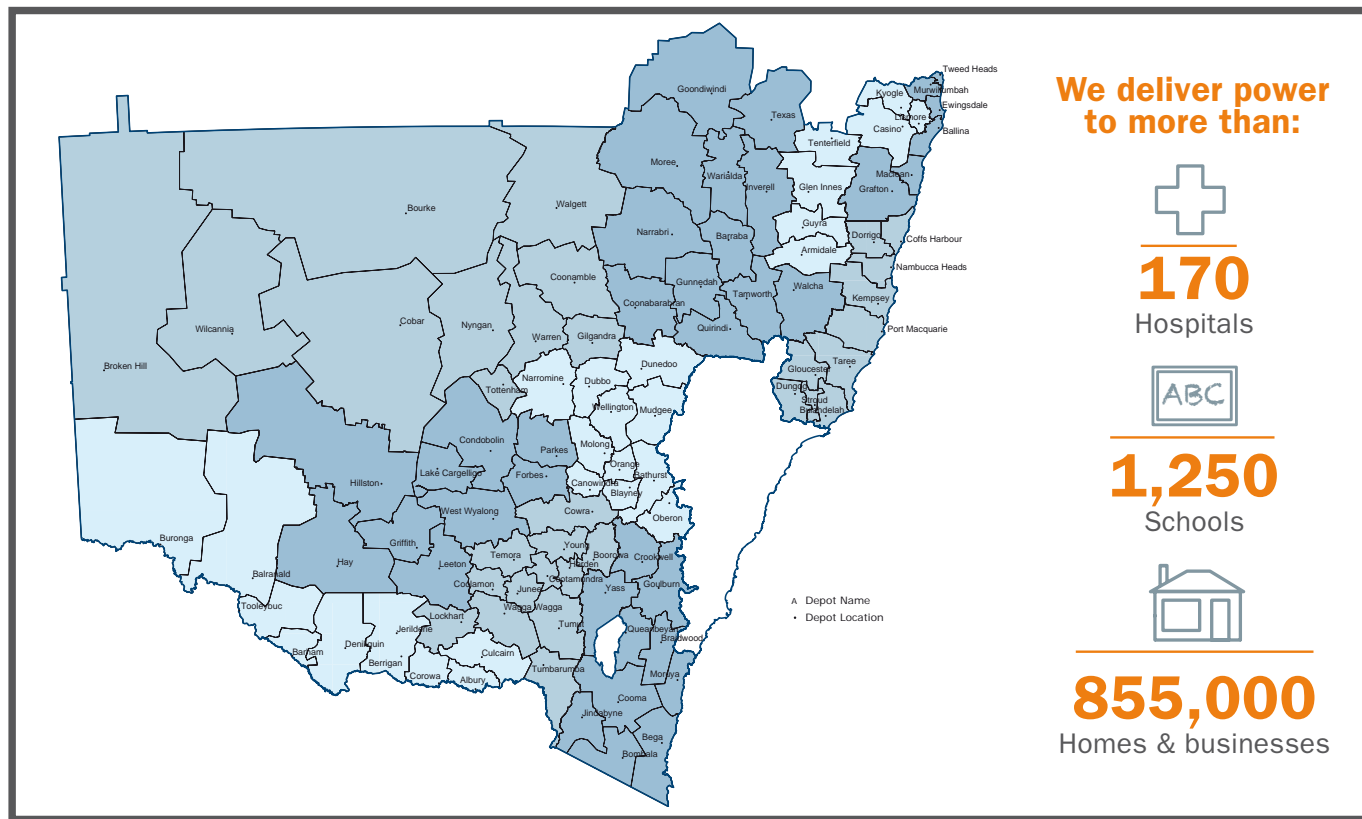 Tweed Heads
Kyogle
Murwillumbah
Goondiwindi
Ewingsdale
Texas
Lismore
Casino
Ballina
Tenterfield
Moree
Warialda
Maclean
Inverell
Glen Innes
Grafton
Bourke
Walgett
Guyra
Narrabri
Barraba
Dorrigo
Coffs Harbour
Armidale
Nambucca Heads
Coonamble
Gunnedah
Walcha
Tamworth
Kempsey
Coonabarabran
Cobar
Nyngan
Wilcannia
Quirindi
Port Macquarie
Warren
Gilgandra
Taree
Broken Hill
Dunedoo
Gloucester
Narromine
Dubbo
Dungog
Tottenham
Stroud
Wellington
Mudgee
Bulahdelah
Condobolin
Molong
Parkes
Orange
Lake Cargelligo
Forbes
Bathurst
Hillston
Canowindra
Blayney
West Wyalong
Cowra
Oberon
Buronga
Griffith
Young
Temora
Boorowa
Crookwell
Hay
Leeton
Harden
Balranald
Cootamundra
Coolamon
Junee
Yass
Goulburn
Tooleybuc
Wagga Wagga
Lockhart
Tumut
Jerilderie
Queanbeyan
Braidwood
Deniliquin
Barham
Culcairn
Berrigan
Tumbarumba
Corowa
Albury
Moruya
Cooma
Jindabyne
Bega
Bombala
A Depot Name
• Depot Location
We deliver power
to more than:
170
Hospitals
ABC
1,250
Schools
855,000
Homes & businesses